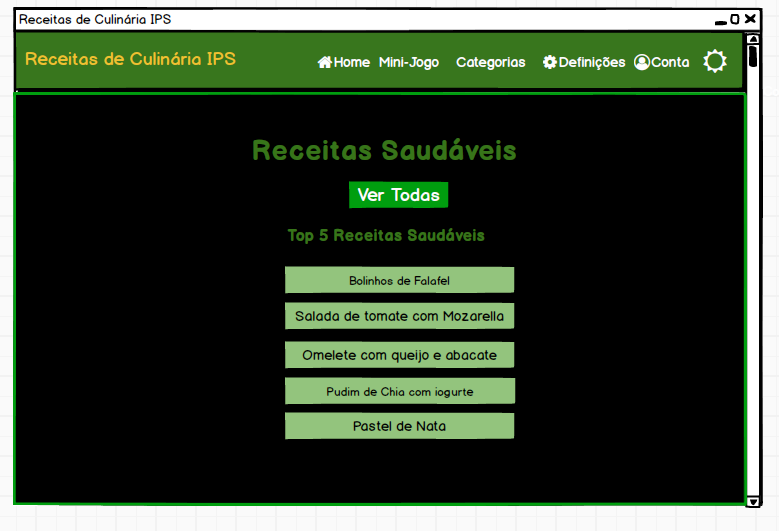 Receitas de Culinária IPS
Receitas de Culinária IPS Home Mini-Jogo Categorias Definições Conta
Receitas Saudáveis
Ver Todas
Top 5 Receitas Saudáveis
Bolinhos de Falafel
Salada de tomate com Mozarella
Omelete com queijo e abacate
Pudim de Chia com iogurte
Pastel de Nata